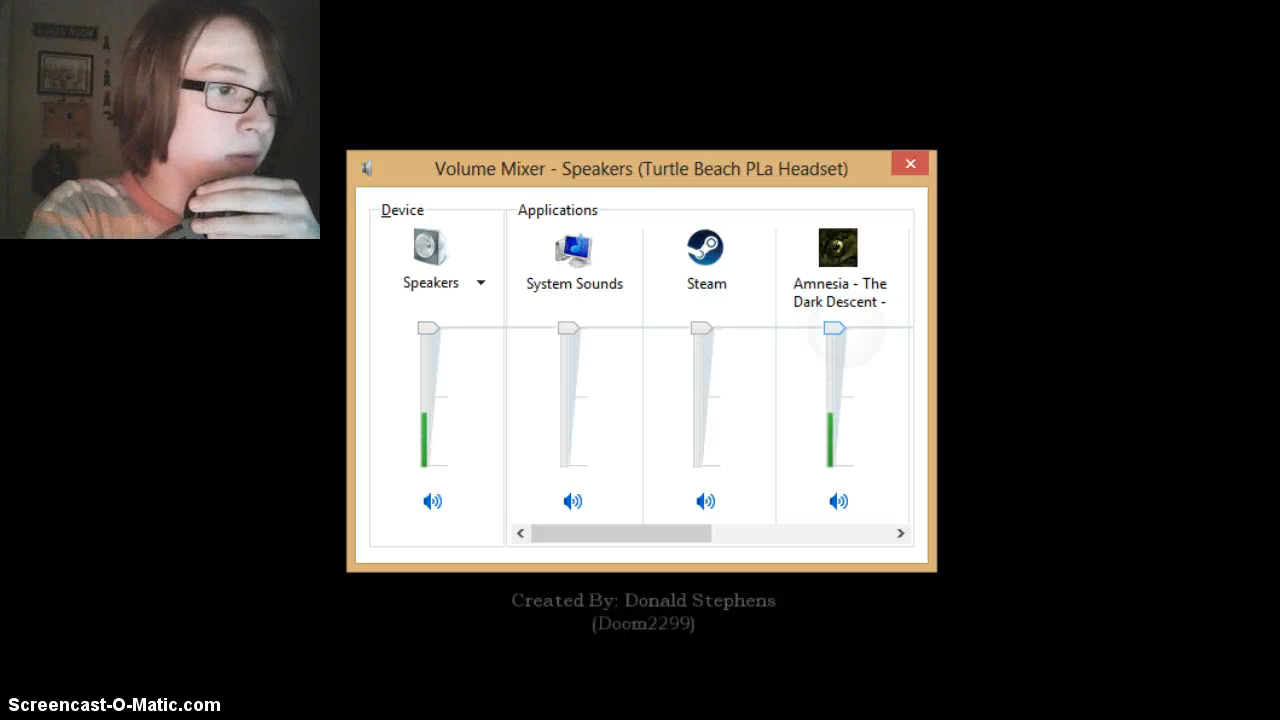 Volume Mixer - Speakers (Turtle Beach PLa Headset)
Device
Applications
Speakers
System Sounds
Steam
Amnesia - The
Dark Descent -
Created By: Donald Stephens
(Doom2299)
Screencast-O-Matic.com